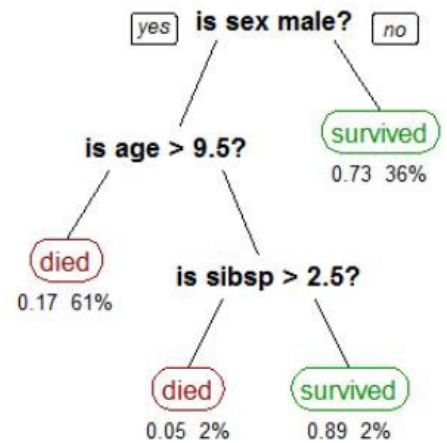 yes is sex male? no
survived
0.73 36%
is age > 9.5?
died
0.17 61%
is sibsp > 2.5?
died survived
0.05 2% 0.89 2%